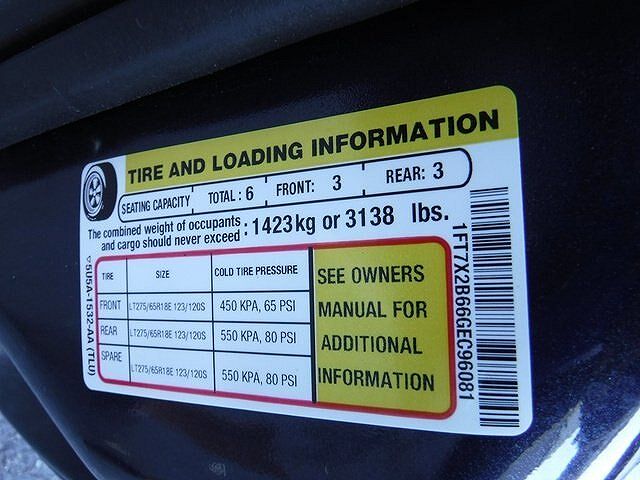 TIRE AND LOADING INFORMATION
SEATING CAPACITY TOTAL : 6 FRONT: 3 REAR: 3
The combined weight of occupants
and cargo should never exceed : 1423kg or 3138 lbs.
TIRE SIZE COLD TIRE PRESSURE
FRONT LT275/65R18E 123/120S 450 KPA, 65 PSI
REAR LT275/65R18E 123/120S 550 KPA, 80 PSI
SPARE LT275/65R18E 123/120S 550 KPA, 80 PSI
SEE OWNERS
MANUAL FOR
ADDITIONAL
INFORMATION
5U5A-1532-AA (TLU)
1FT7X2B66GEC96081